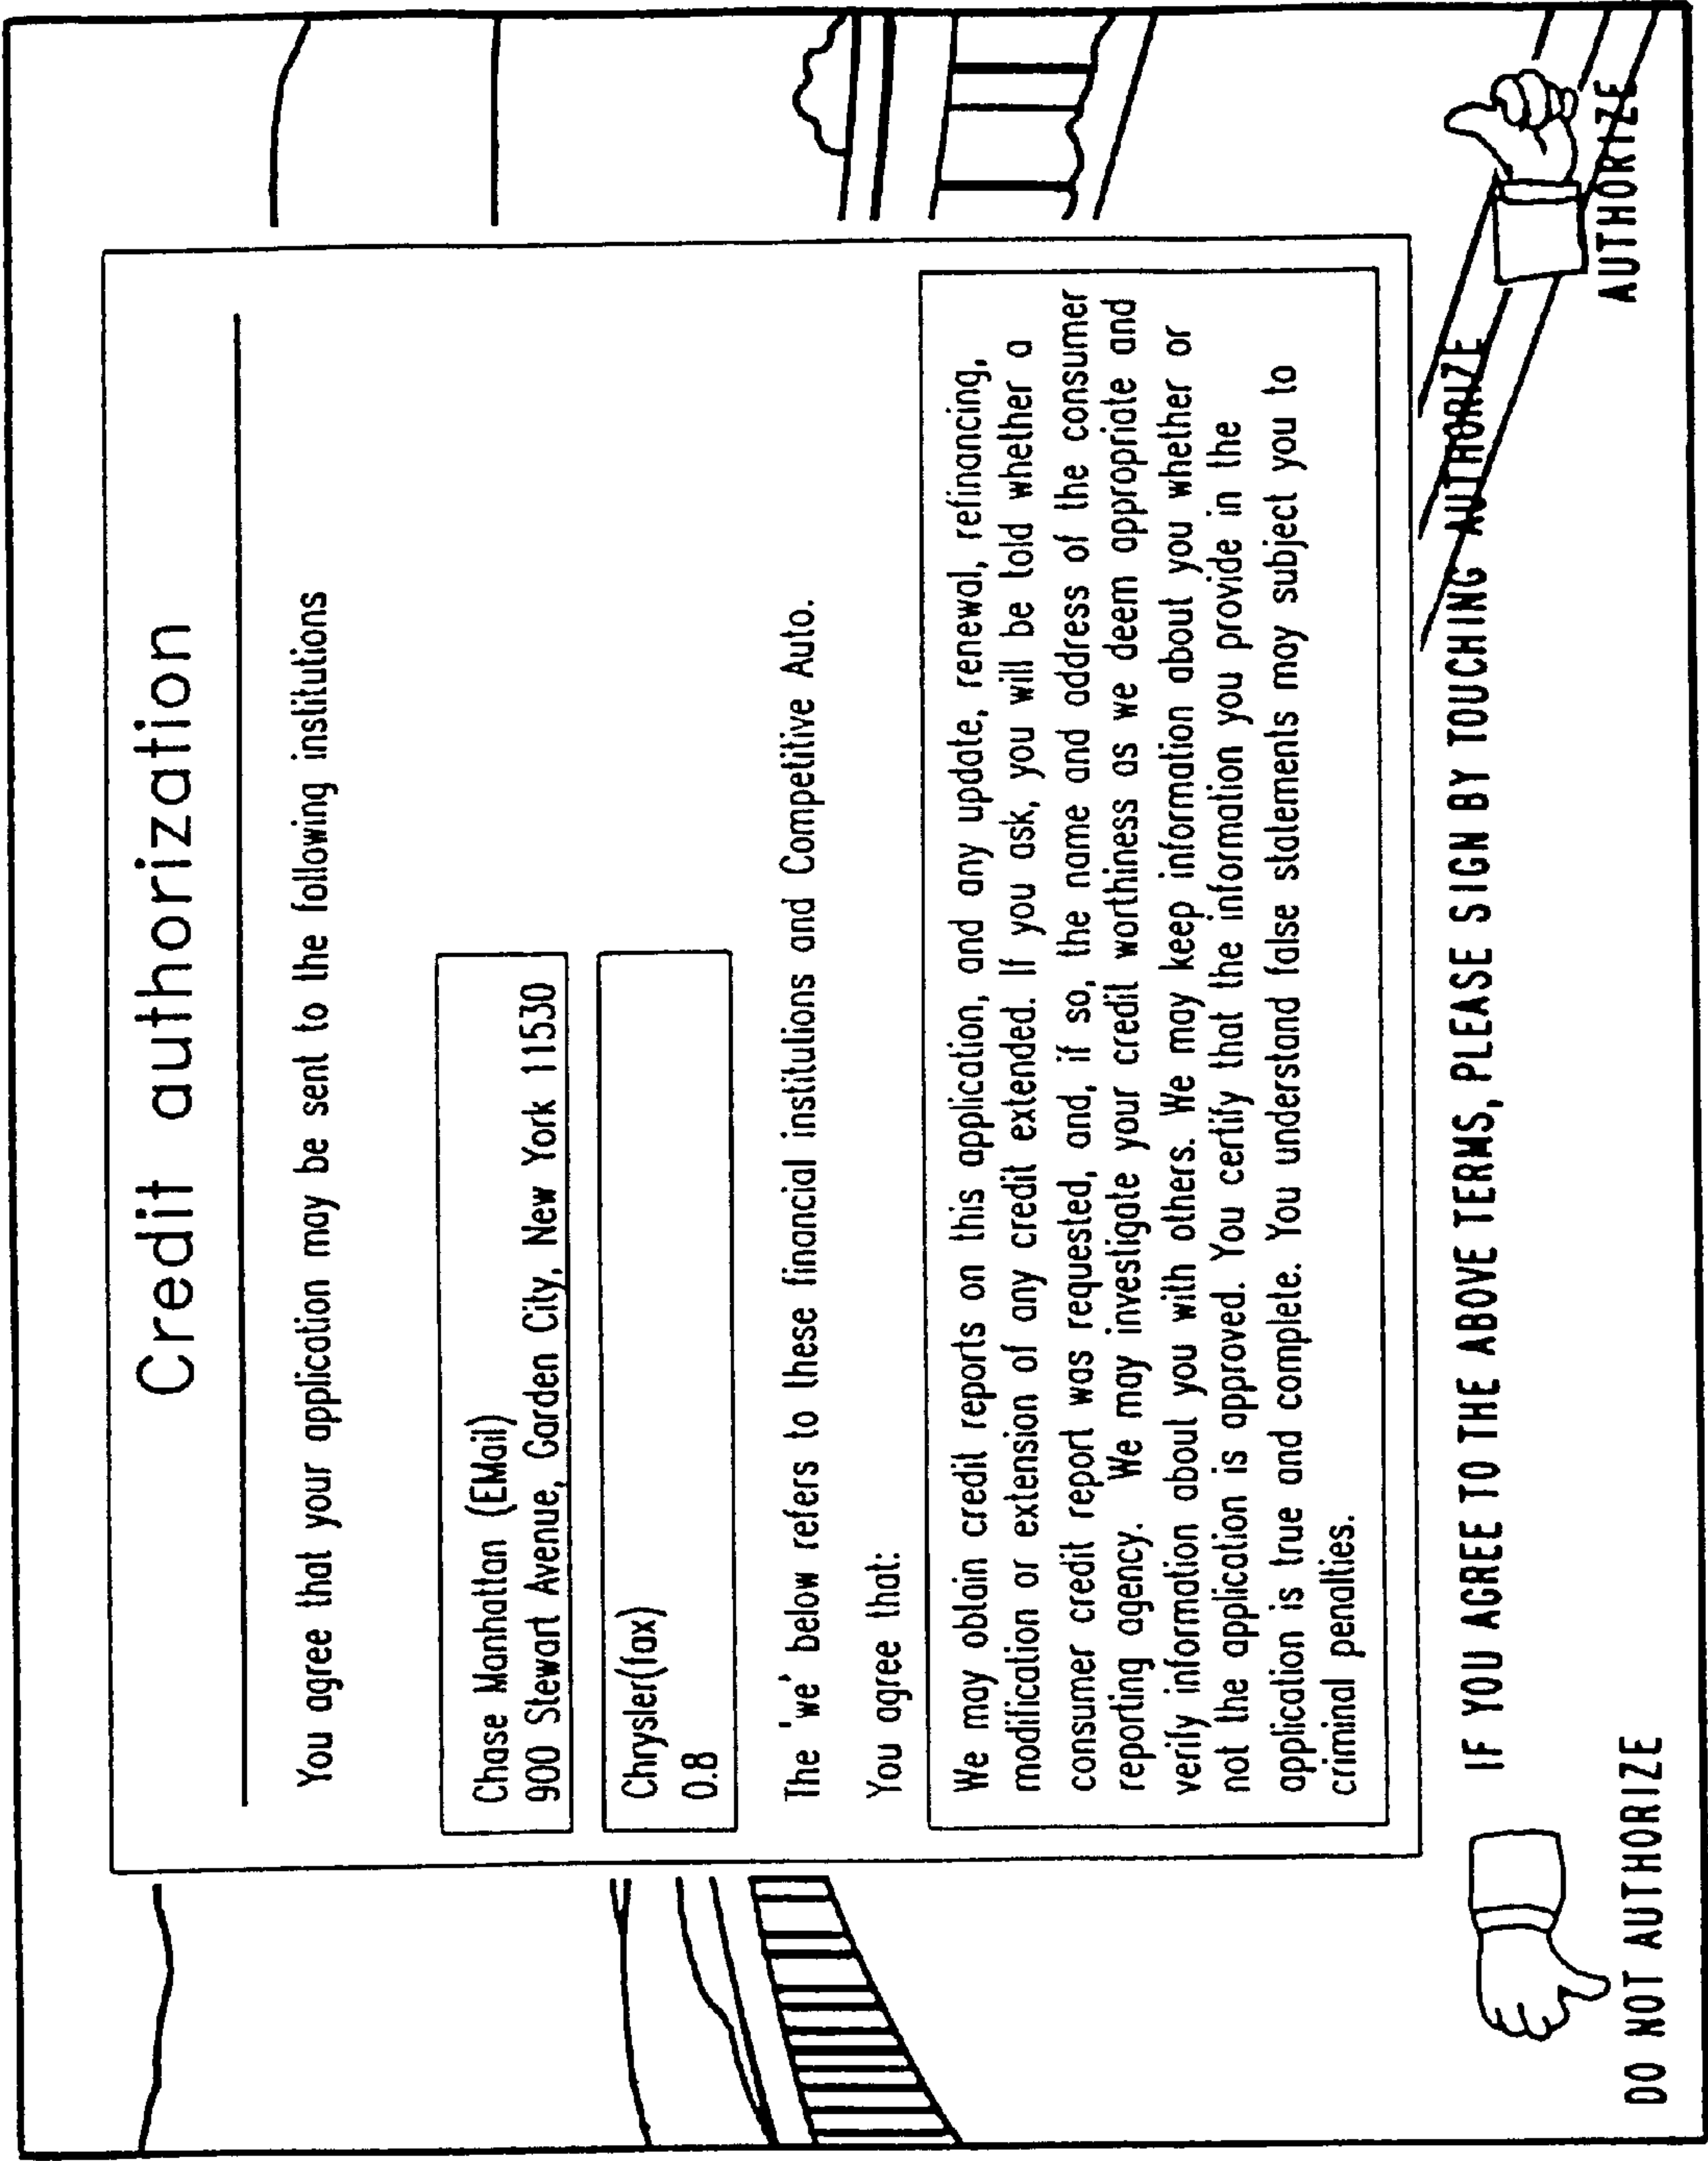 Credit authorization
You agree that your application may be sent to the following institutions
Chase Manhattan (EMail)
900 Stewart Avenue, Garden City, New York 11530
Chrysler(fax)
0.8
The 'we' below refers to these financial institutions and Competitive Auto.
You agree that:
We may obtain credit reports on this application, and any update, renewal, refinancing,
modification or extension of any credit extended. If you ask, you will be told whether a
consumer credit report was requested, and, if so, the name and address of the consumer
reporting agency. We may investigate your credit worthiness as we deem appropriate and
verify information about you with others. We may keep information about you whether or
not the application is approved. You certify that the information you provide in the
application is true and complete. You understand false statements may subject you to
criminal penalties.
IF YOU AGREE TO THE ABOVE TERMS, PLEASE SIGN BY TOUCHING AUTHORIZE
DO NOT AUTHORIZE
AUTHORIZE